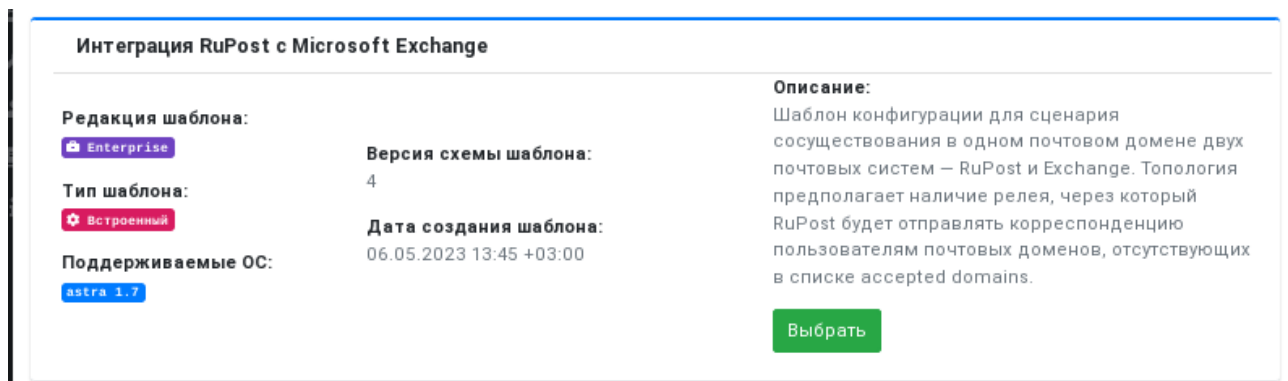 Интеграция RuPost с Microsoft Exchange
Редакция шаблона:
Enterprise
Тип шаблона:
Встроенный
Поддерживаемые ОС:
astra 1.7
Версия схемы шаблона:
4
Дата создания шаблона:
06.05.2023 13:45 +03:00
Описание:
Шаблон конфигурации для сценария
сосуществования в одном почтовом домене двух
почтовых систем — RuPost и Exchange. Топология
предполагает наличие релея, через который
RuPost будет отправлять корреспонденцию
пользователям почтовых доменов, отсутствующих
в списке accepted domains.
Выбрать